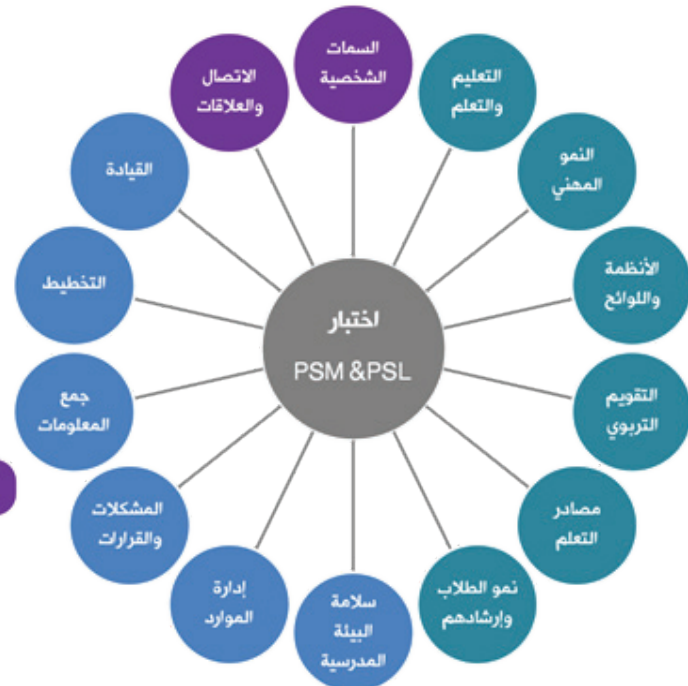 اختبار
PSM &PSL
السمات
الشخصية
التعليم
والتعلم
النمو
المهني
الأنظمة
واللوائح
التقويم
التربوي
مصادر
التعلم
نمو الطلاب
وإرشادهم
سلامة
البيئة
المدرسية
إدارة
الموارد
المشكلات
والقرارات
جمع
المعلومات
التخطيط
القيادة
الاتصال
والعلاقات